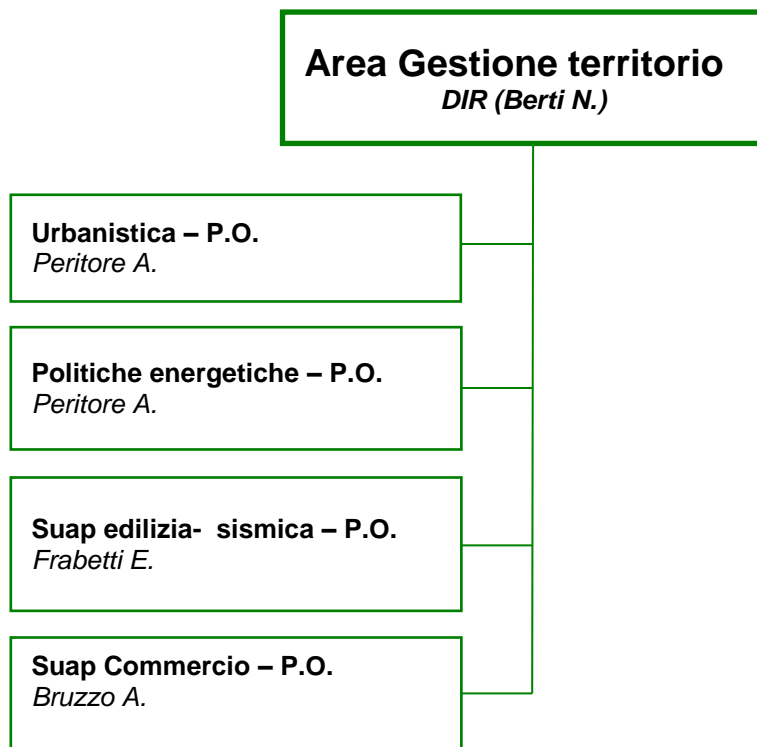 Area Gestione territorio
DIR (Berti N.)
Urbanistica – P.O.
Peritore A.
Politiche energetiche – P.O.
Peritore A.
Suap edilizia- sismica – P.O.
Frabetti E.
Suap Commercio – P.O.
Bruzzo A.